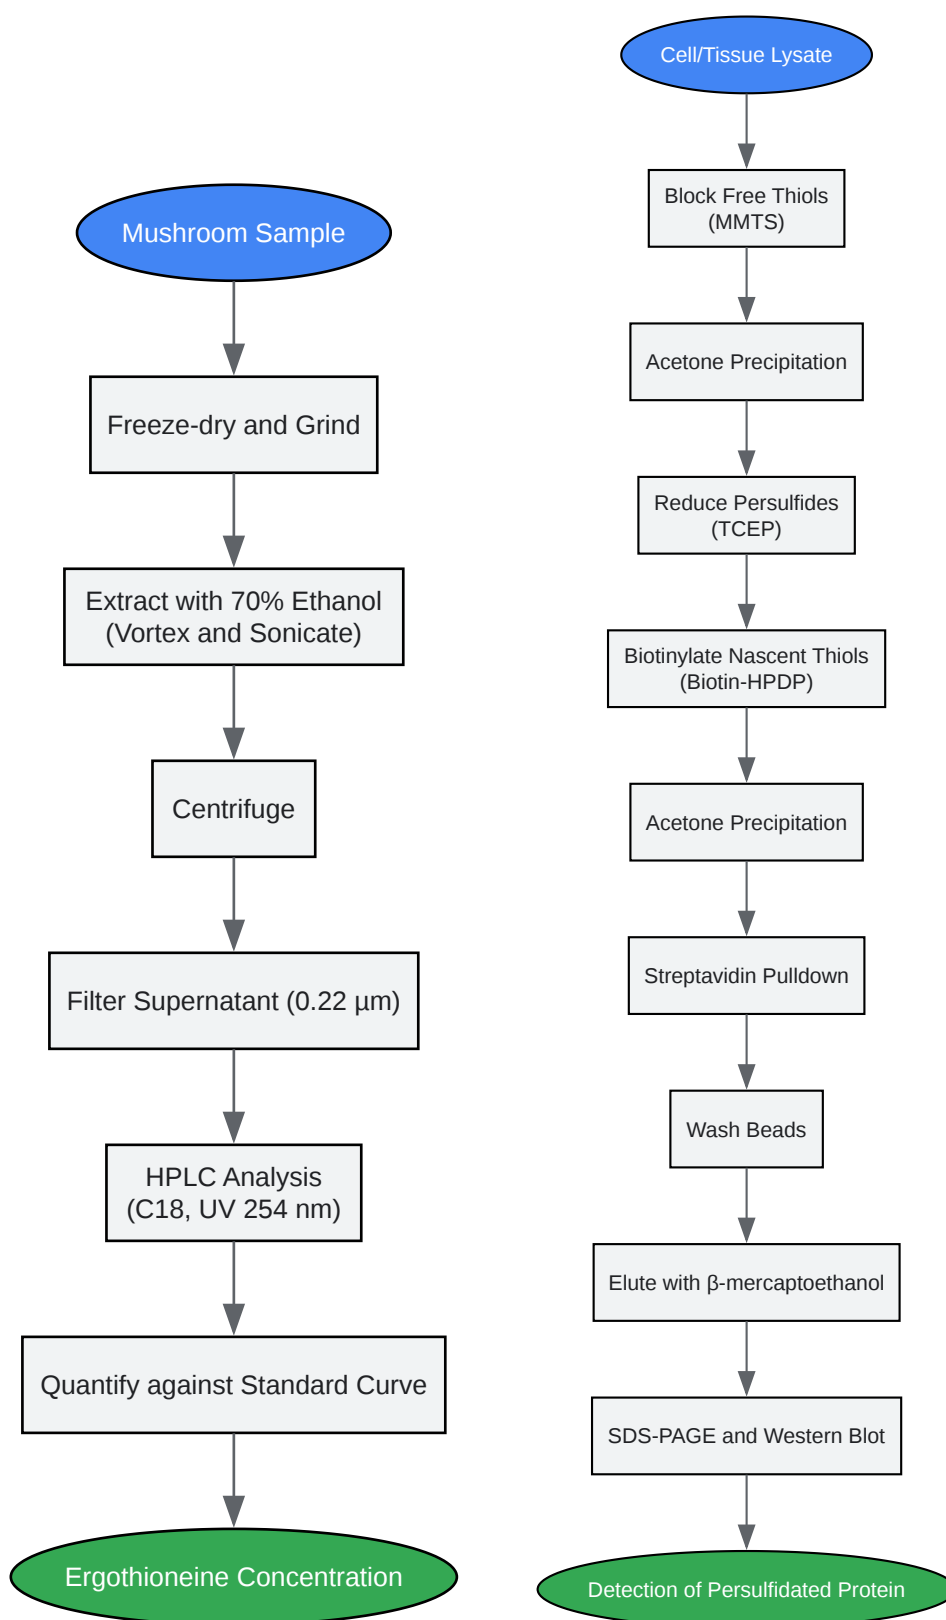 Mushroom Sample
Freeze-dry and Grind
Extract with 70% Ethanol
(Vortex and Sonicate)
Centrifuge
Filter Supernatant (0.22 µm)
HPLC Analysis
(C18, UV 254 nm)
Quantify against Standard Curve
Ergothioneine Concentration
Cell/Tissue Lysate
Block Free Thiols
(MMTS)
Acetone Precipitation
Reduce Persulfides
(TCEP)
Biotinylate Nascent Thiols
(Biotin-HPDP)
Acetone Precipitation
Streptavidin Pulldown
Wash Beads
Elute with β-mercaptoethanol
SDS-PAGE and Western Blot
Detection of Persulfidated Protein